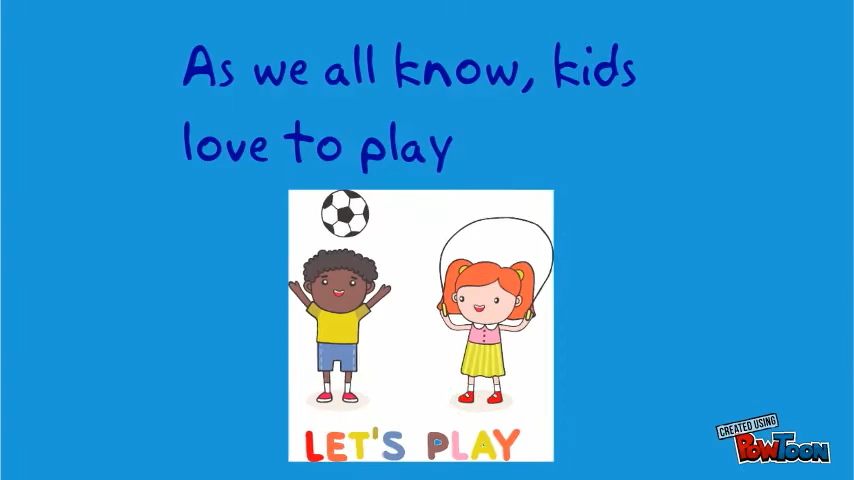 As we all know, kids
love to play
LET'S PLAY
CREATED USING
POWTOON